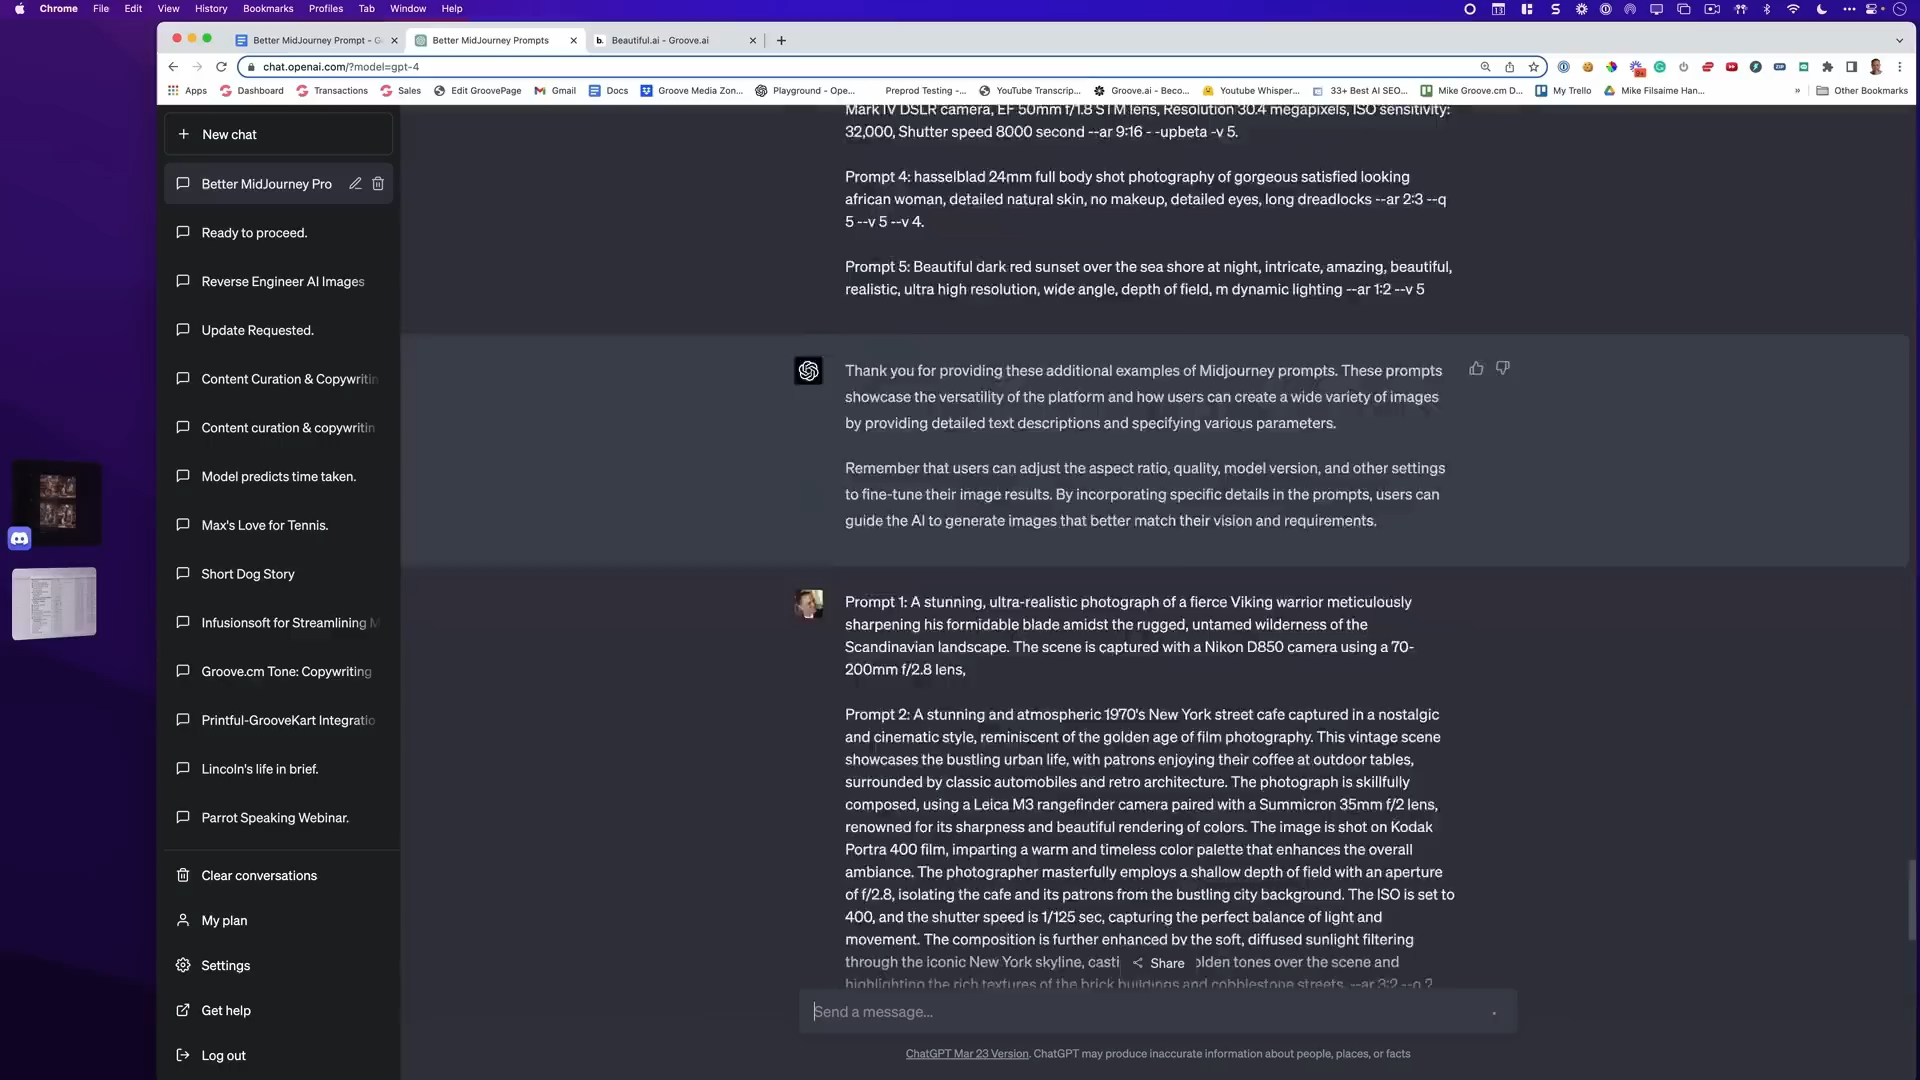 Chrome File Edit View History Bookmarks Profiles Tab Window Help
13
Better MidJourney Prompt - G
Better MidJourney Prompts
b. Beautiful.ai - Groove.ai
chat.openai.com/?model=gpt-4
Apps Dashboard Transactions Sales Edit GroovePage Gmail Docs Groove Media Zon... Playground - Ope... Preprod Testing -... YouTube Transcrip... Groove.ai - Beco... Youtube Whisper... 33+ Best AI SEO... Mike Groove.cm D... My Trello Mike Filsaime Han... » Other Bookmarks
New chat
Better MidJourney Pro
Ready to proceed.
Reverse Engineer AI Images
Update Requested.
Content Curation & Copywritin
Content curation & copywritin
Model predicts time taken.
Max's Love for Tennis.
Short Dog Story
Infusionsoft for Streamlining M
Groove.cm Tone: Copywriting
Printful-GrooveKart Integratio
Lincoln's life in brief.
Parrot Speaking Webinar.
Clear conversations
My plan
Settings
Get help
Log out
Mark IV DSLR camera, EF 50mm f/1.8 STM lens, Resolution 30.4 megapixels, ISO sensitivity:
32,000, Shutter speed 8000 second --ar 9:16 - -upbeta -v 5.
Prompt 4: hasselblad 24mm full body shot photography of gorgeous satisfied looking
african woman, detailed natural skin, no makeup, detailed eyes, long dreadlocks --ar 2:3 --q
5 --v 5 --v 4.
Prompt 5: Beautiful dark red sunset over the sea shore at night, intricate, amazing, beautiful,
realistic, ultra high resolution, wide angle, depth of field, m dynamic lighting --ar 1:2 --v 5
Thank you for providing these additional examples of Midjourney prompts. These prompts
showcase the versatility of the platform and how users can create a wide variety of images
by providing detailed text descriptions and specifying various parameters.
Remember that users can adjust the aspect ratio, quality, model version, and other settings
to fine-tune their image results. By incorporating specific details in the prompts, users can
guide the AI to generate images that better match their vision and requirements.
Prompt 1: A stunning, ultra-realistic photograph of a fierce Viking warrior meticulously
sharpening his formidable blade amidst the rugged, untamed wilderness of the
Scandinavian landscape. The scene is captured with a Nikon D850 camera using a 70-
200mm f/2.8 lens,
Prompt 2: A stunning and atmospheric 1970's New York street cafe captured in a nostalgic
and cinematic style, reminiscent of the golden age of film photography. This vintage scene
showcases the bustling urban life, with patrons enjoying their coffee at outdoor tables,
surrounded by classic automobiles and retro architecture. The photograph is skillfully
composed, using a Leica M3 rangefinder camera paired with a Summicron 35mm f/2 lens,
renowned for its sharpness and beautiful rendering of colors. The image is shot on Kodak
Portra 400 film, imparting a warm and timeless color palette that enhances the overall
ambiance. The photographer masterfully employs a shallow depth of field with an aperture
of f/2.8, isolating the cafe and its patrons from the bustling city background. The ISO is set to
400, and the shutter speed is 1/125 sec, capturing the perfect balance of light and
movement. The composition is further enhanced by the soft, diffused sunlight filtering
through the iconic New York skyline, casti Share olden tones over the scene and
highlighting the rich textures of the brick buildings and cobblestone streets. --ar 3:2 --q 2
Send a message...
ChatGPT Mar 23 Version. ChatGPT may produce inaccurate information about people, places, or facts